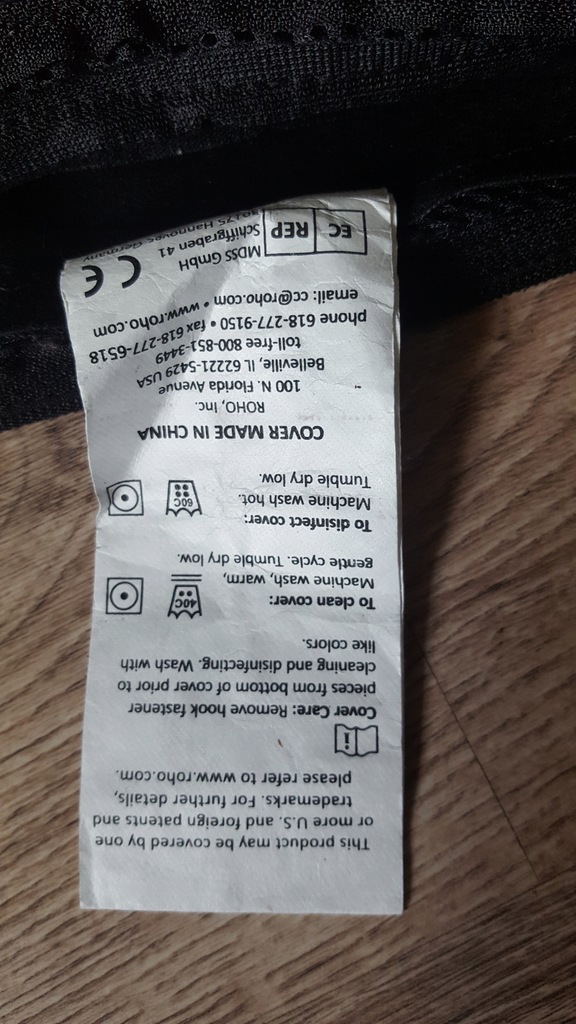 This product may be covered by one
or more U.S. and foreign patents and
trademarks. For further details,
please refer to www.roho.com.
i
Cover Care: Remove hook fastener
pieces from bottom of cover prior to
cleaning and disinfecting. Wash with
like colors.
To clean cover:
Machine wash, warm,
gentle cycle. Tumble dry low.
40C
To disinfect cover:
Machine wash hot.
Tumble dry low.
60C
COVER MADE IN CHINA
ROHO, Inc.
100 N. Florida Avenue
Belleville, IL 62221-5429 USA
toll-free 800-851-3449
phone 618-277-9150 • fax 618-277-6518
email: cc@roho.com • www.roho.com
EC REP
MDSS GmbH
Schiffgraben 41
30175 Hannover, Germany
CE